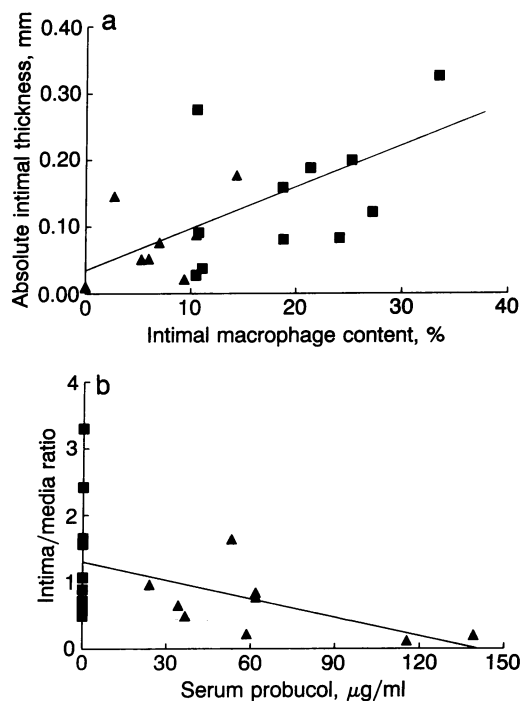 a
Absolute intimal thickness, mm
0.40
0.30
0.20
0.10
0.00
0 10 20 30 40
Intimal macrophage content, %
b
Intima/media ratio
4
3
2
1
0
0 30 60 90 120 150
Serum probucol, μg/ml